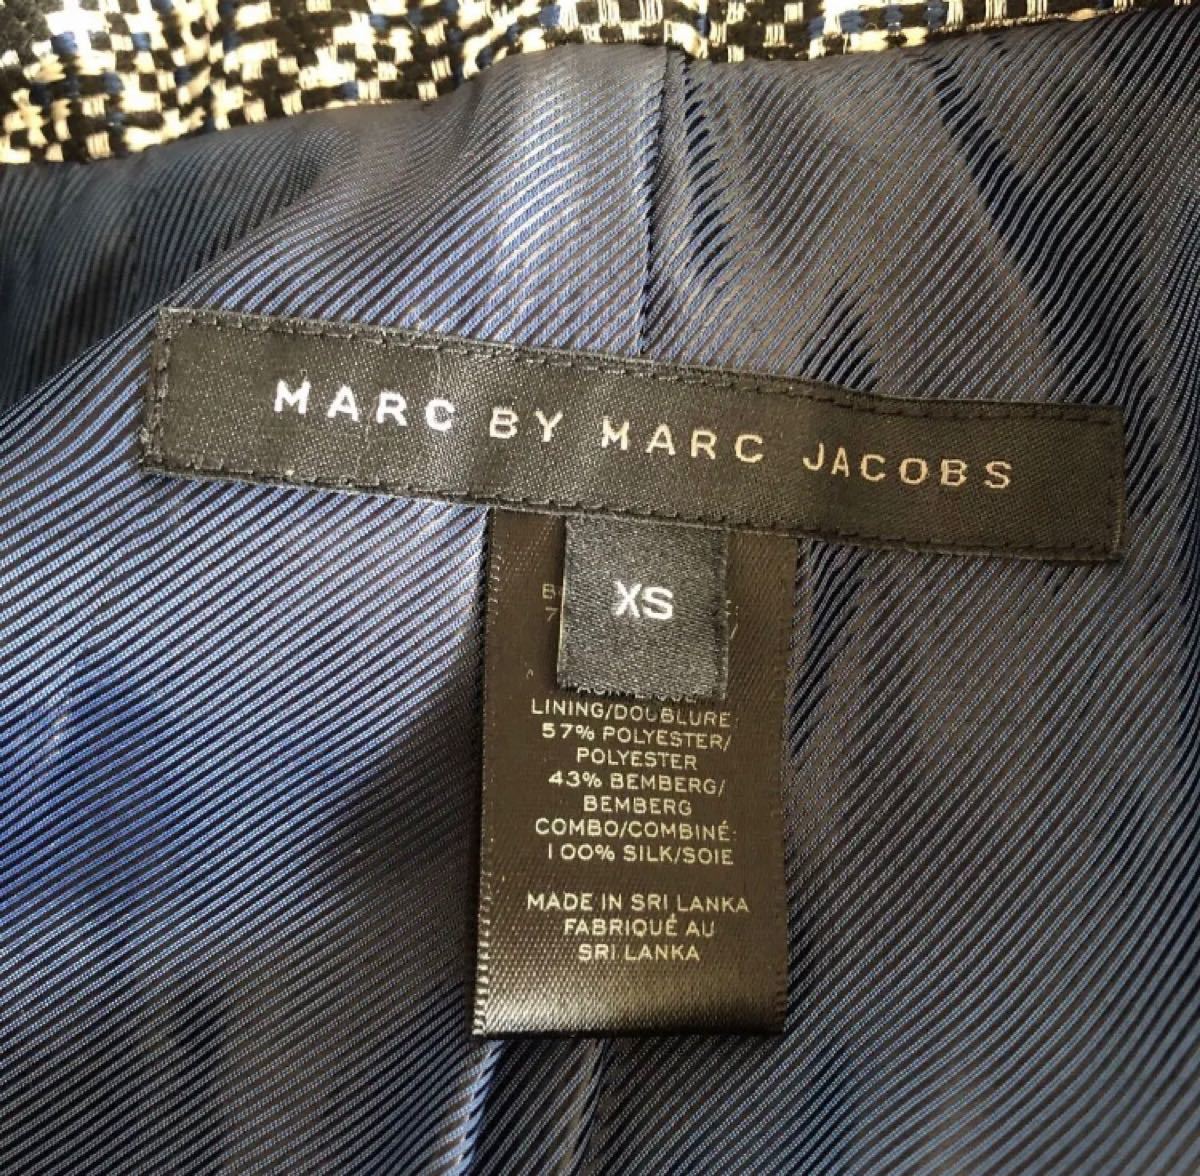 MARC BY MARC JACOBS
XS
LINING/DOUBLURE
57% POLYESTER/
POLYESTER
43% BEMBERG/
BEMBERG
COMBO/COMBINÉ:
100% SILK/SOIE
MADE IN SRI LANKA
FABRIQUÉ AU
SRI LANKA